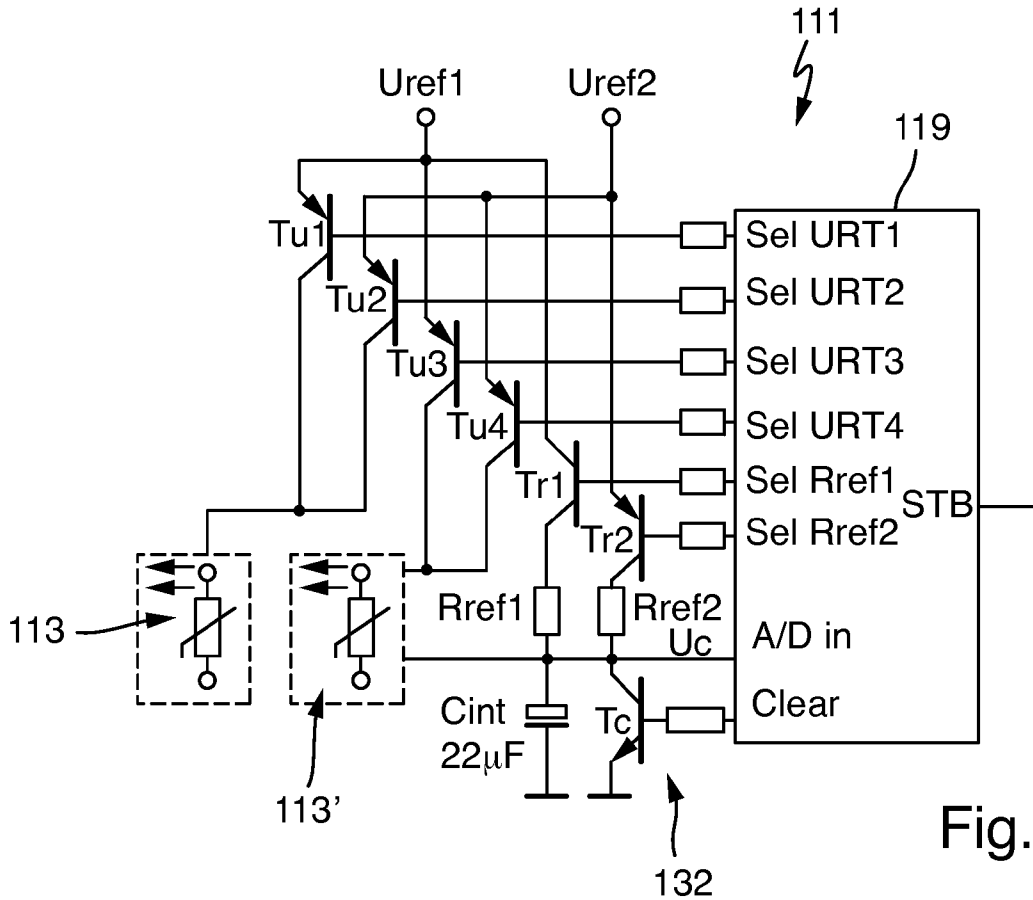 111
Uref1
Uref2
119
Tu1
Sel URT1
Tu2
Sel URT2
Tu3
Sel URT3
Tu4
Sel URT4
Tr1
Sel Rref1
STB
Tr2
Sel Rref2
113
Rref1
Rref2
Uc
A/D in
Cint
22μF
Tc
Clear
113’
132
Fig.